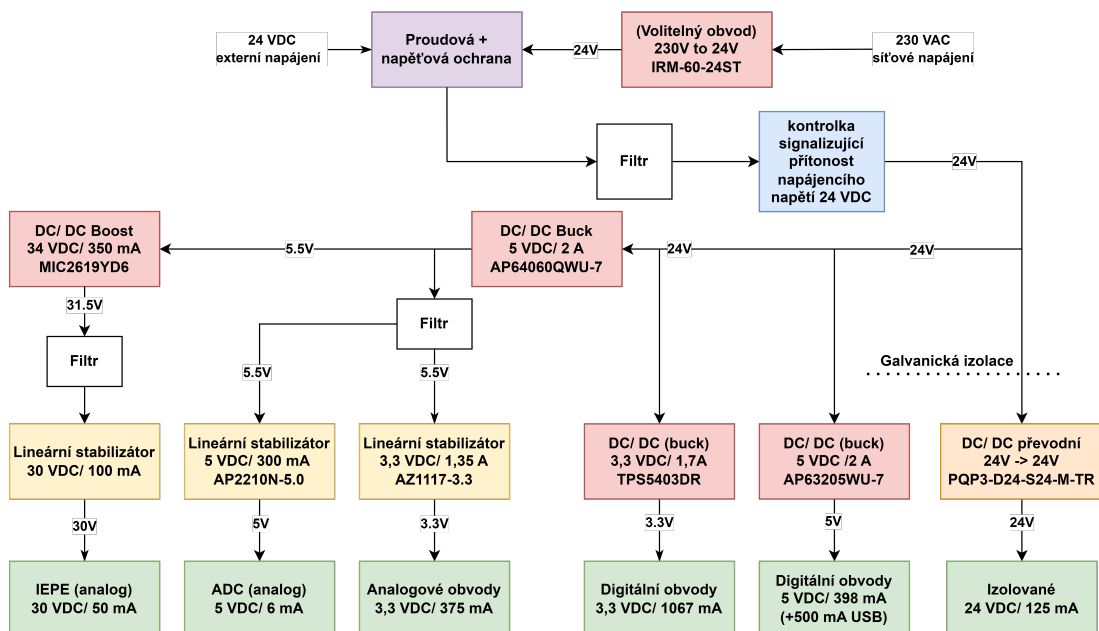 24 VDC
externí napájení
Proudová +
napěťová ochrana
24V
(Volitelný obvod)
230V to 24V
IRM-60-24ST
230 VAC
síťové napájení
Filtr
kontrolka
signalizující
přítonost
napájencího
napětí 24 VDC
24V
DC/ DC Boost
34 VDC/ 350 mA
MIC2619YD6
5.5V
DC/ DC Buck
5 VDC/ 2 A
AP64060QWU-7
24V
24V
31.5V
Filtr
Filtr
Galvanická izolace
5.5V
5.5V
Lineární stabilizátor
30 VDC/ 100 mA
Lineární stabilizátor
5 VDC/ 300 mA
AP2210N-5.0
Lineární stabilizátor
3,3 VDC/ 1,35 A
AZ1117-3.3
DC/ DC (buck)
3,3 VDC/ 1,7A
TPS5403DR
DC/ DC (buck)
5 VDC /2 A
AP63205WU-7
DC/ DC převodní
24V -> 24V
PQP3-D24-S24-M-TR
30V
5V
3.3V
3.3V
5V
24V
IEPE (analog)
30 VDC/ 50 mA
ADC (analog)
5 VDC/ 6 mA
Analogové obvody
3,3 VDC/ 375 mA
Digitální obvody
3,3 VDC/ 1067 mA
Digitální obvody
5 VDC/ 398 mA
(+500 mA USB)
Izolované
24 VDC/ 125 mA